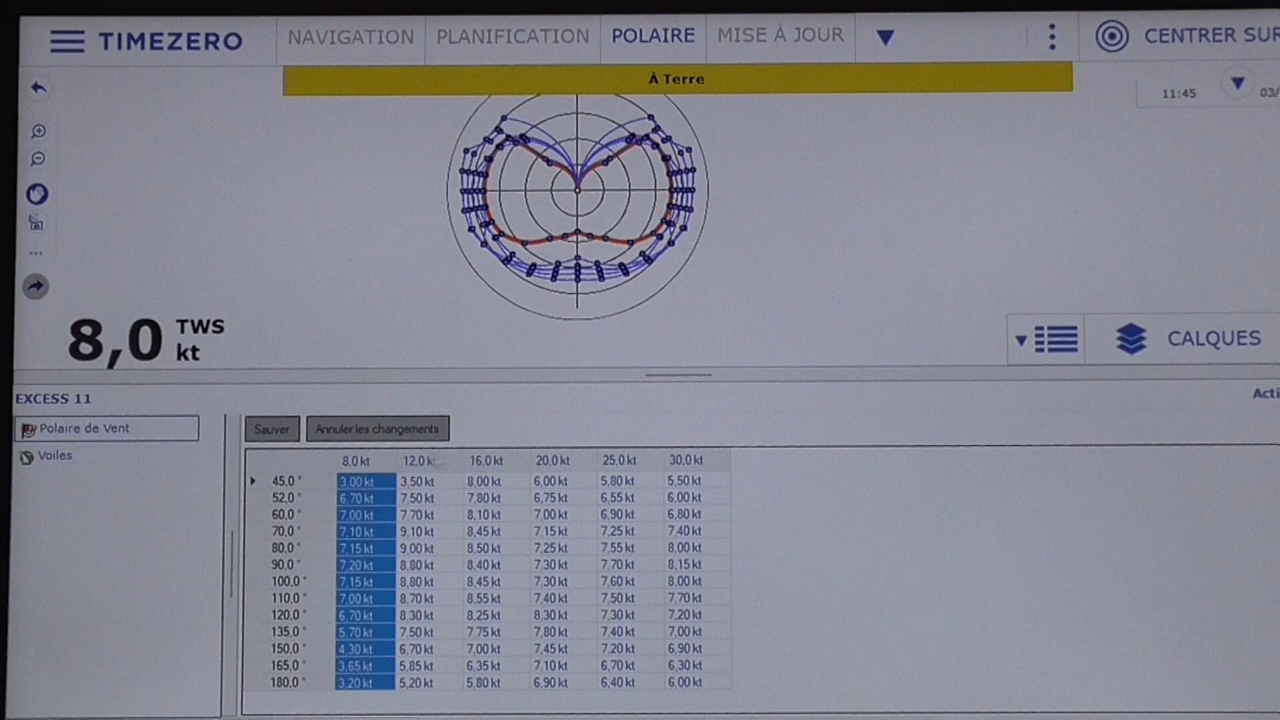 TIMEZERO NAVIGATION PLANIFICATION POLAIRE MISE À JOUR CENTRER SUR
À Terre
11:45 03/
8,0 TWS kt
CALQUES
EXCESS 11 Acti
Polaire de Vent
Voiles
Sauver Annuler les changements
8,0 kt 12,0 k 16,0 kt 20,0 kt 25,0 kt 30,0 kt
45,0 ° 3,00 kt 3,50 kt 8,00 kt 6,00 kt 5,80 kt 5,50 kt
52,0 ° 6,70 kt 7,50 kt 7,80 kt 6,75 kt 6,55 kt 6,00 kt
60,0 ° 7,00 kt 7,70 kt 8,10 kt 7,00 kt 6,90 kt 6,80 kt
70,0 ° 7,10 kt 9,10 kt 8,45 kt 7,15 kt 7,25 kt 7,40 kt
80,0 ° 7,15 kt 9,00 kt 8,50 kt 7,25 kt 7,55 kt 8,00 kt
90,0 ° 7,20 kt 8,80 kt 8,40 kt 7,30 kt 7,70 kt 8,15 kt
100,0 ° 7,15 kt 8,80 kt 8,45 kt 7,30 kt 7,60 kt 8,00 kt
110,0 ° 7,00 kt 8,70 kt 8,55 kt 7,40 kt 7,50 kt 7,70 kt
120,0 ° 6,70 kt 8,30 kt 8,25 kt 8,30 kt 7,30 kt 7,20 kt
135,0 ° 5,70 kt 7,50 kt 7,75 kt 7,80 kt 7,40 kt 7,00 kt
150,0 ° 4,30 kt 6,70 kt 7,00 kt 7,45 kt 7,20 kt 6,90 kt
165,0 ° 3,65 kt 5,85 kt 6,35 kt 7,10 kt 6,70 kt 6,30 kt
180,0 ° 3,20 kt 5,20 kt 5,80 kt 6,90 kt 6,40 kt 6,00 kt